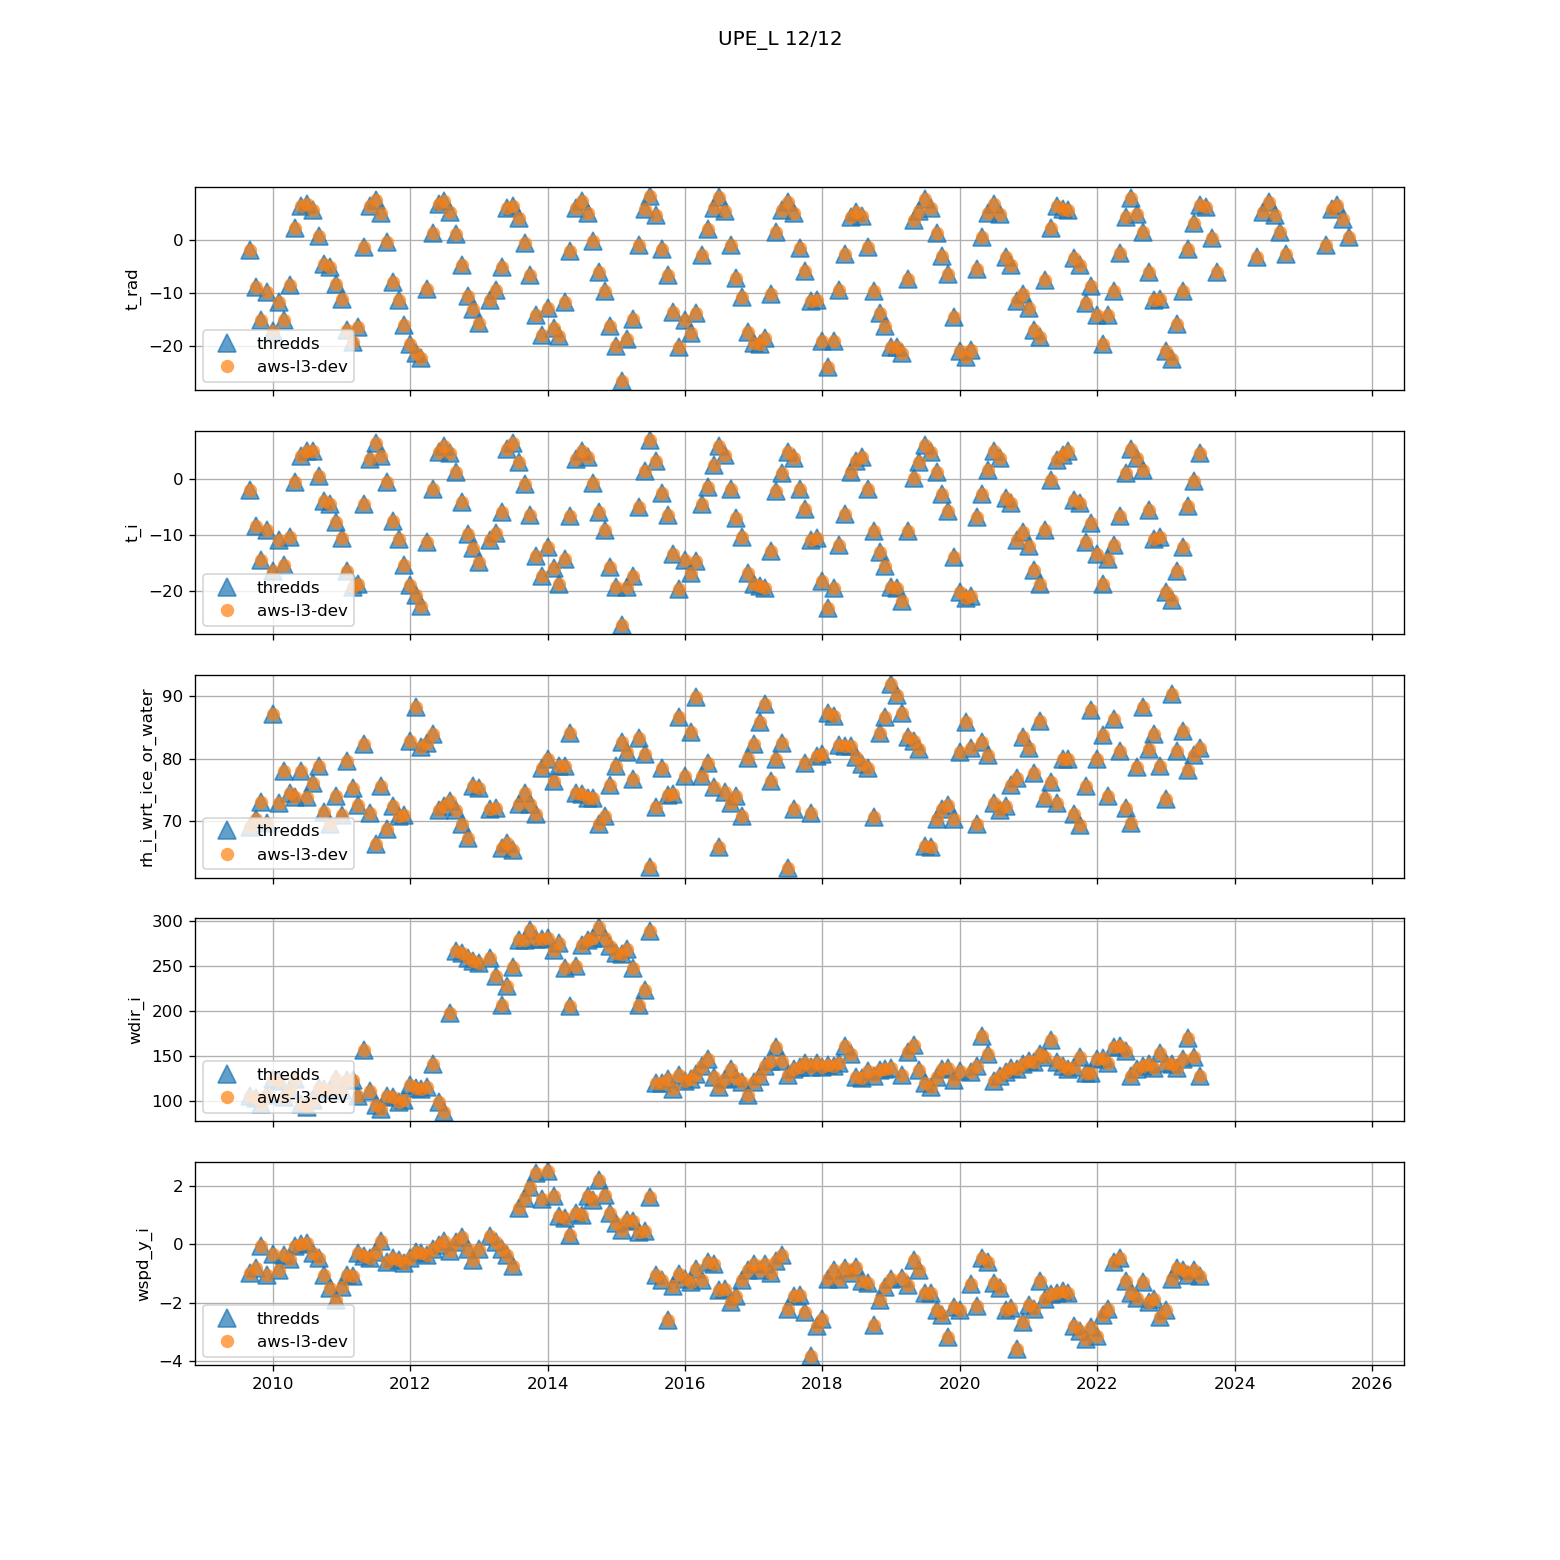 UPE_L 12/12
t_rad
0
−10
−20
thredds
aws-l3-dev
t_i
0
−10
−20
thredds
aws-l3-dev
rh_i_wrt_ice_or_water
90
80
70
thredds
aws-l3-dev
wdir_i
300
250
200
150
100
thredds
aws-l3-dev
wspd_y_i
2
0
−2
−4
thredds
aws-l3-dev
2010 2012 2014 2016 2018 2020 2022 2024 2026